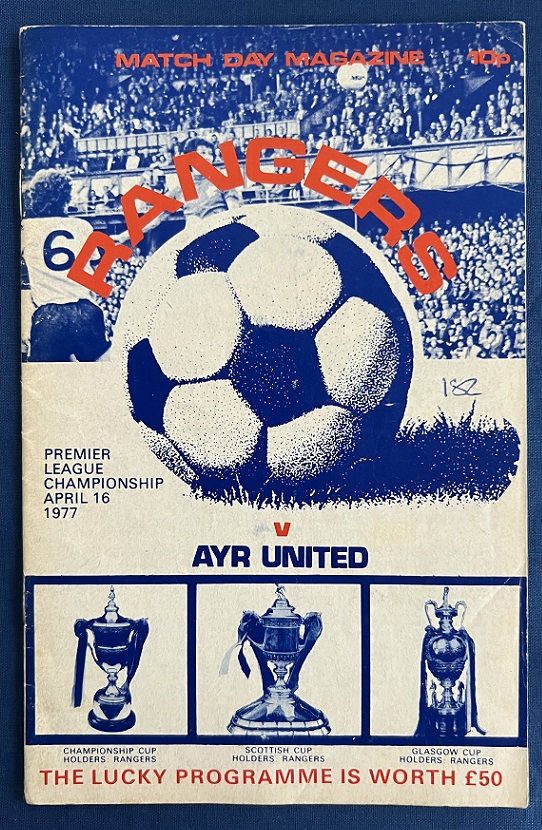 MATCH DAY MAGAZINE 10p
RANGERS
6
182
PREMIER
LEAGUE
CHAMPIONSHIP
APRIL 16
1977
v
AYR UNITED
CHAMPIONSHIP CUP
HOLDERS: RANGERS
SCOTTISH CUP
HOLDERS: RANGERS
GLASGOW CUP
HOLDERS: RANGERS
THE LUCKY PROGRAMME IS WORTH £50